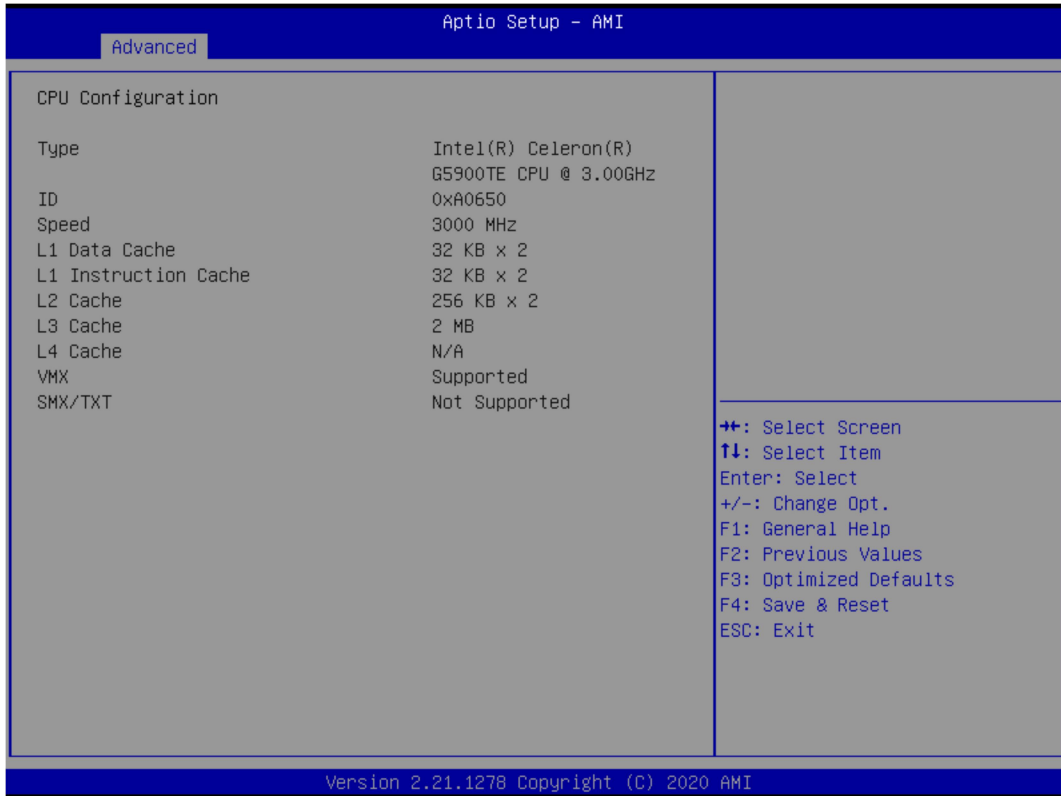 Aptio Setup – AMI
Advanced
CPU Configuration
Type Intel(R) Celeron(R)
G5900TE CPU @ 3.00GHz
ID 0xA0650
Speed 3000 MHz
L1 Data Cache 32 KB x 2
L1 Instruction Cache 32 KB x 2
L2 Cache 256 KB x 2
L3 Cache 2 MB
L4 Cache N/A
VMX Supported
SMX/TXT Not Supported
→←: Select Screen
↑↓: Select Item
Enter: Select
+/-: Change Opt.
F1: General Help
F2: Previous Values
F3: Optimized Defaults
F4: Save & Reset
ESC: Exit
Version 2.21.1278 Copyright (C) 2020 AMI